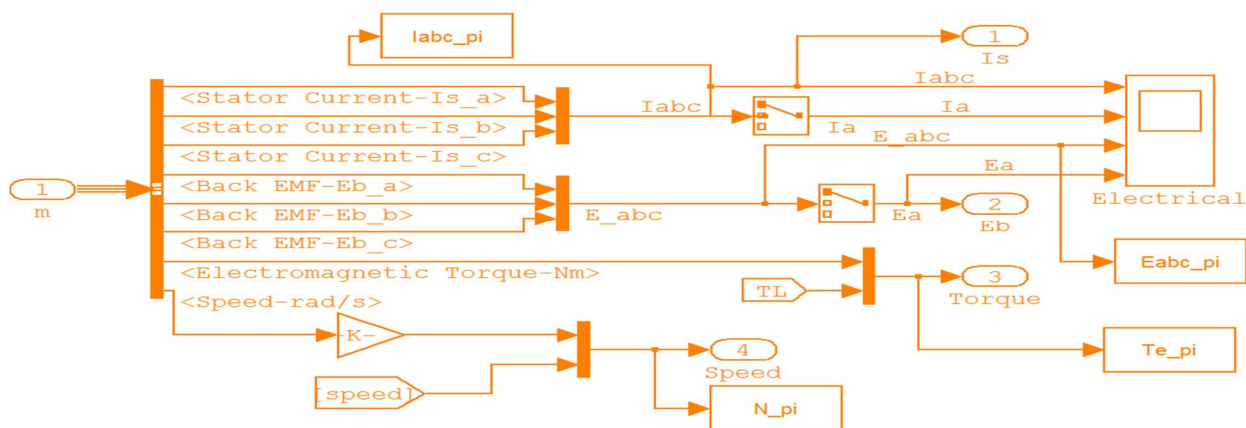 Iabc_pi
1
Is
Iabc
<Stator Current-Is_a>
Iabc
Ia
Ia
<Stator Current-Is_b>
E_abc
<Stator Current-Is_c>
Ea
1
m
<Back EMF-Eb_a>
Electrical
<Back EMF-Eb_b>
E_abc
Ea
2
Eb
<Back EMF-Eb_c>
Eabc_pi
<Electromagnetic Torque-Nm>
TL
3
Torque
<Speed-rad/s>
-K-
4
Speed
Te_pi
[speed]
N_pi